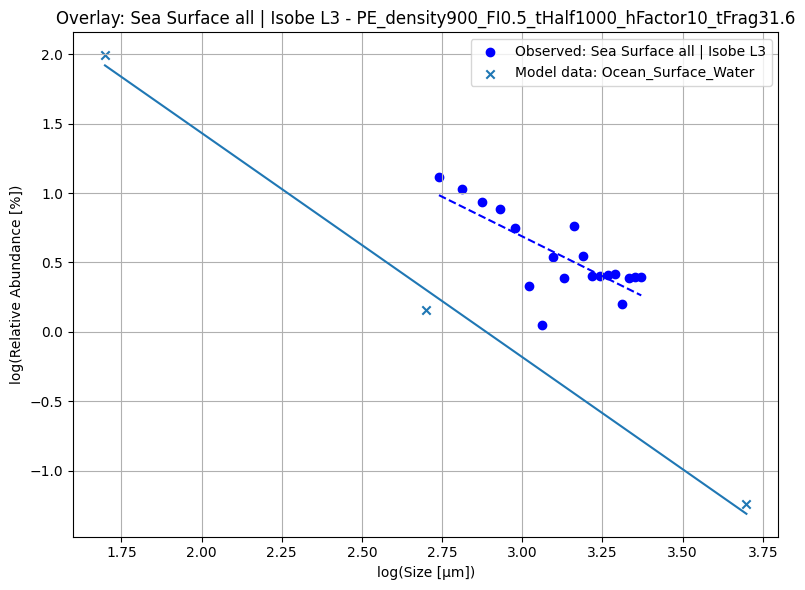 Overlay: Sea Surface all | Isobe L3 - PE_density900_FI0.5_tHalf1000_hFactor10_tFrag31.6
Observed: Sea Surface all | Isobe L3
Model data: Ocean_Surface_Water
log(Relative Abundance [%])
2.0
1.5
1.0
0.5
0.0
−0.5
−1.0
1.75 2.00 2.25 2.50 2.75 3.00 3.25 3.50 3.75
log(Size [μm])